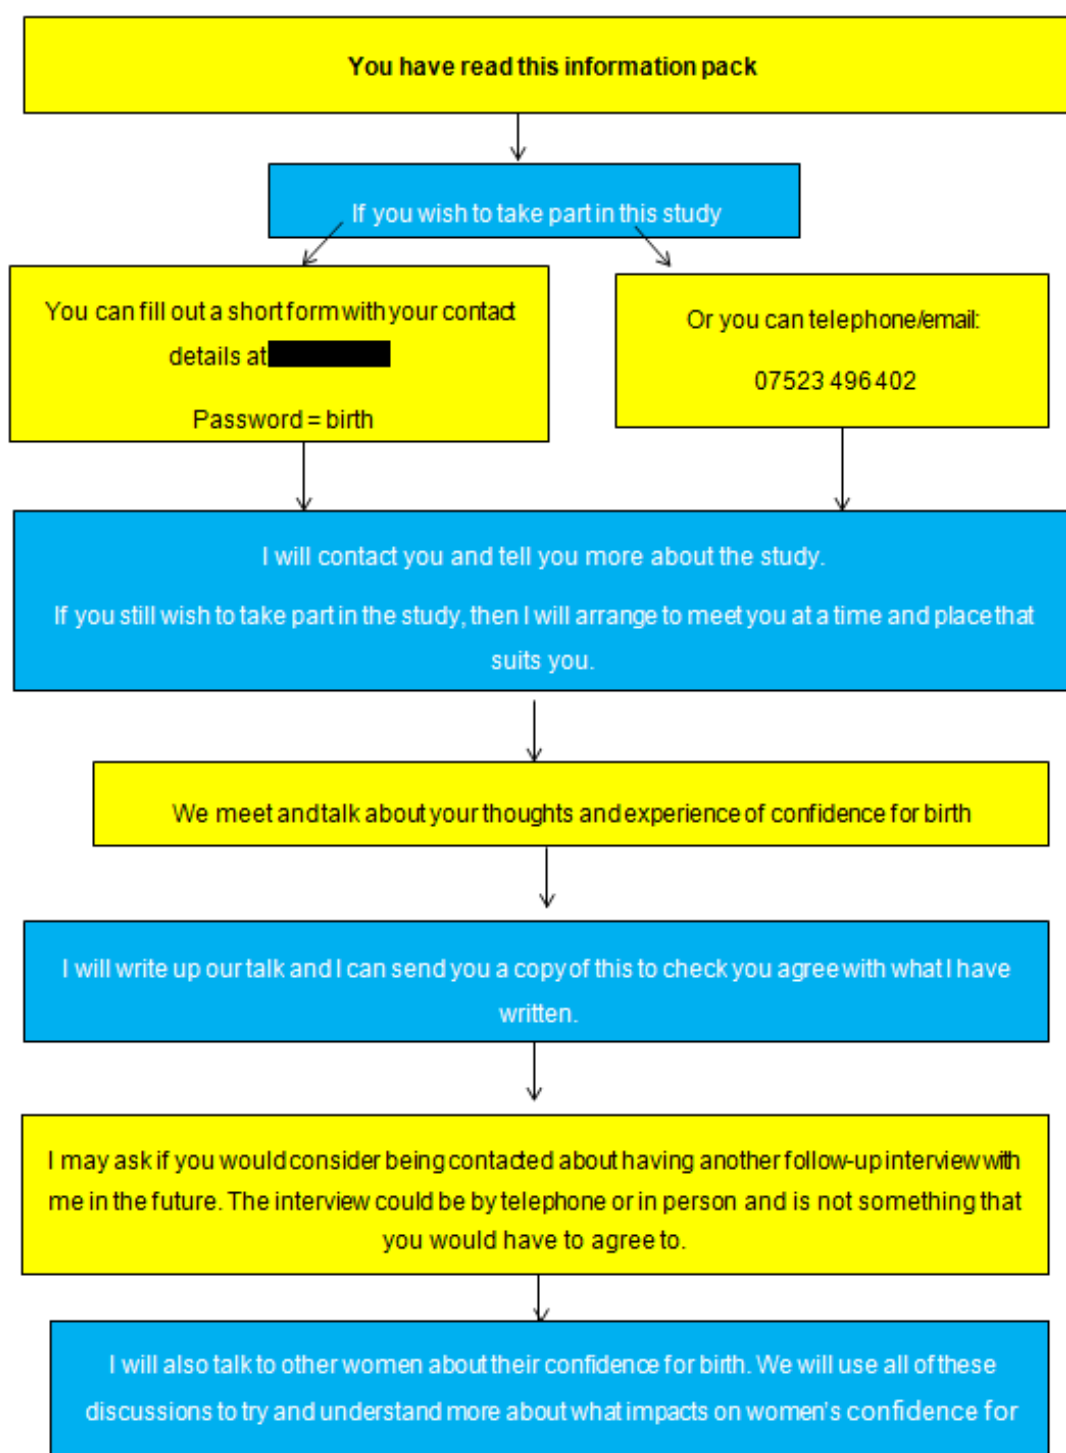 You have read this information pack
If you wish to take part in this study
You can fill out a short form with your contact
details at
Password = birth
Or you can telephone/email:
07523 496 402
I will contact you and tell you more about the study.
If you still wish to take part in the study, then I will arrange to meet you at a time and place that
suits you.
We meet and talk about your thoughts and experience of confidence for birth
I will write up our talk and I can send you a copy of this to check you agree with what I have
written.
I may ask if you would consider being contacted about having another follow-up interview with
me in the future. The interview could be by telephone or in person and is not something that
you would have to agree to.
I will also talk to other women about their confidence for birth. We will use all of these
discussions to try and understand more about what impacts on women's confidence for